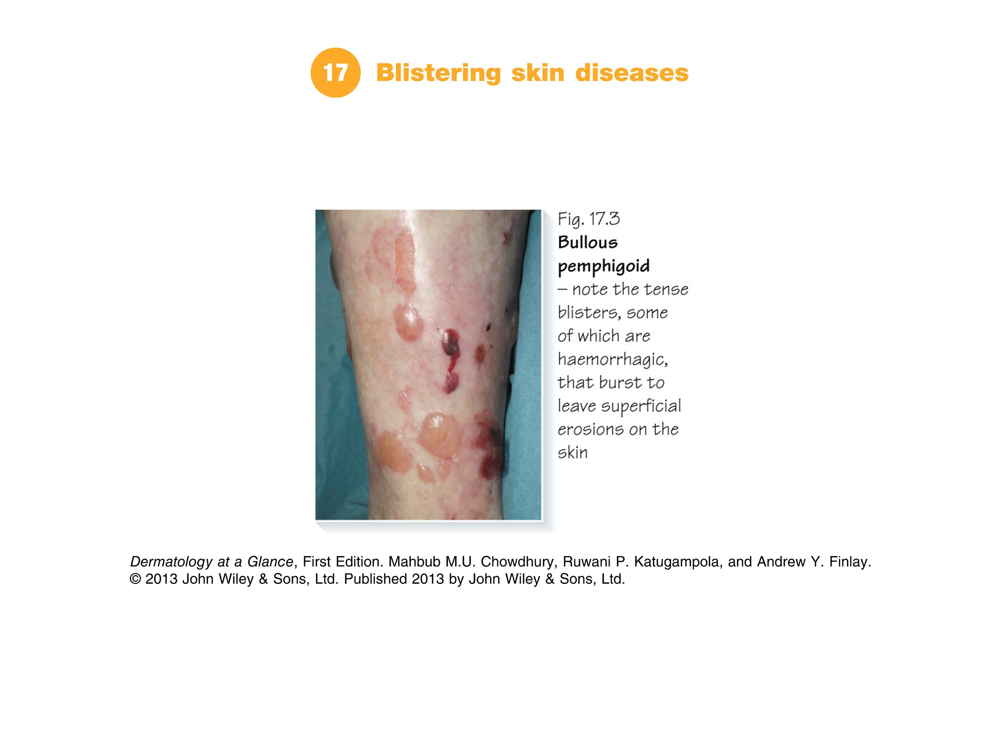 17 Blistering skin diseases
Fig. 17.3
Bullous
pemphigoid
– note the tense
blisters, some
of which are
haemorrhagic,
that burst to
leave superficial
erosions on the
skin
Dermatology at a Glance, First Edition. Mahbub M.U. Chowdhury, Ruwani P. Katugampola, and Andrew Y. Finlay.
© 2013 John Wiley & Sons, Ltd. Published 2013 by John Wiley & Sons, Ltd.